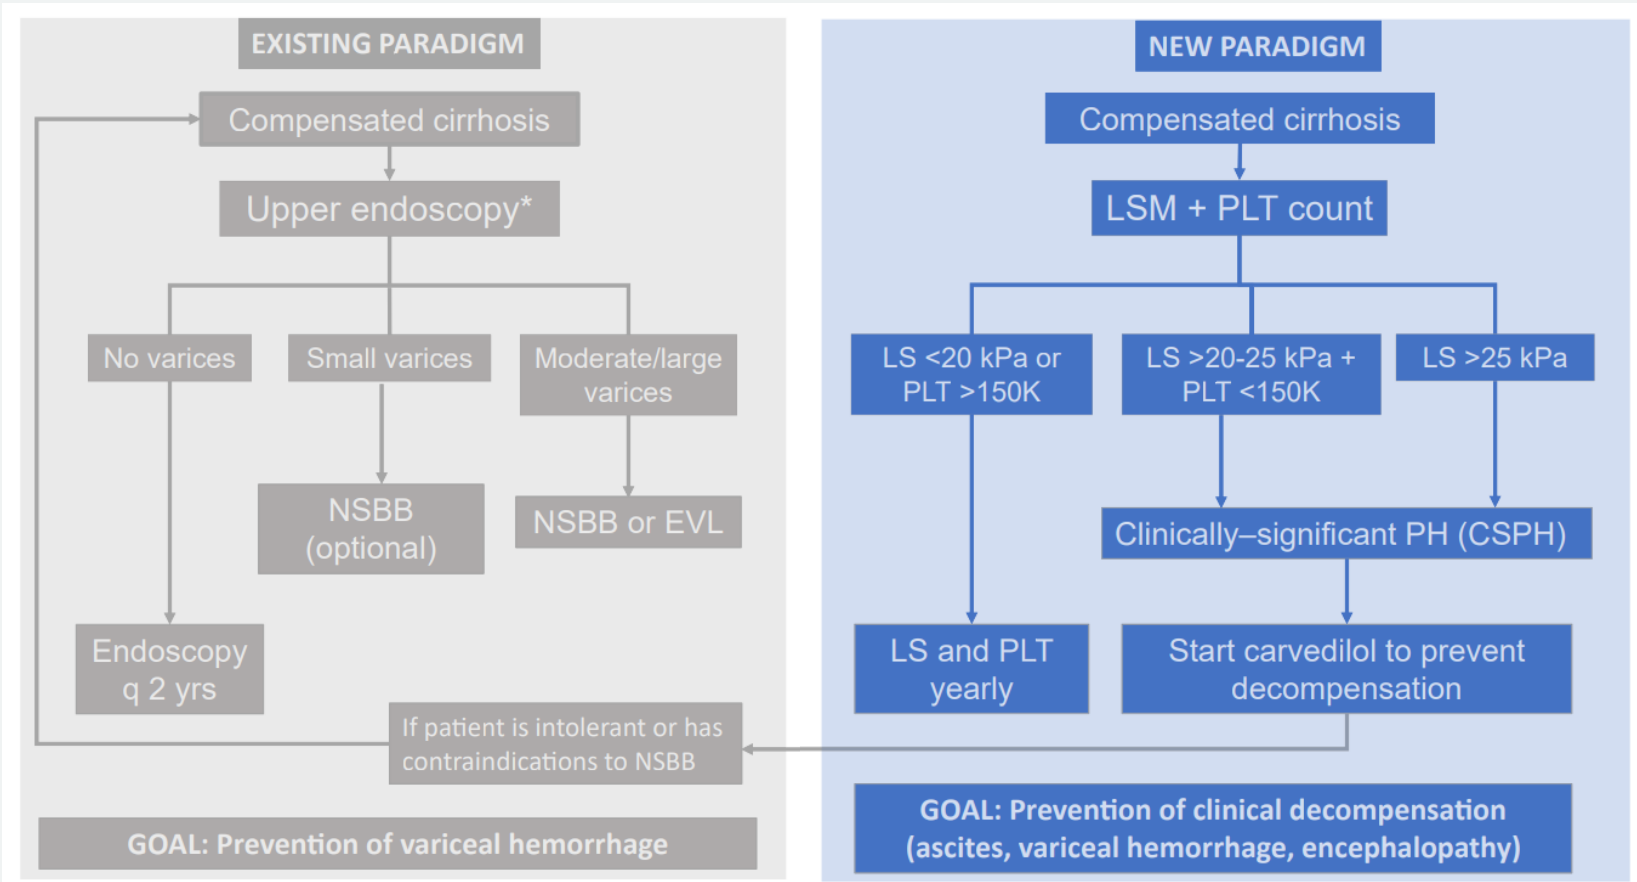 EXISTING PARADIGM
Compensated cirrhosis
Upper endoscopy*
No varices
Small varices
Moderate/large
varices
NSBB
(optional)
NSBB or EVL
Endoscopy
q 2 yrs
If patient is intolerant or has
contraindications to NSBB
GOAL: Prevention of variceal hemorrhage
NEW PARADIGM
Compensated cirrhosis
LSM + PLT count
LS <20 kPa or
PLT >150K
LS >20-25 kPa +
PLT <150K
LS >25 kPa
Clinically–significant PH (CSPH)
LS and PLT
yearly
Start carvedilol to prevent
decompensation
GOAL: Prevention of clinical decompensation
(ascites, variceal hemorrhage, encephalopathy)